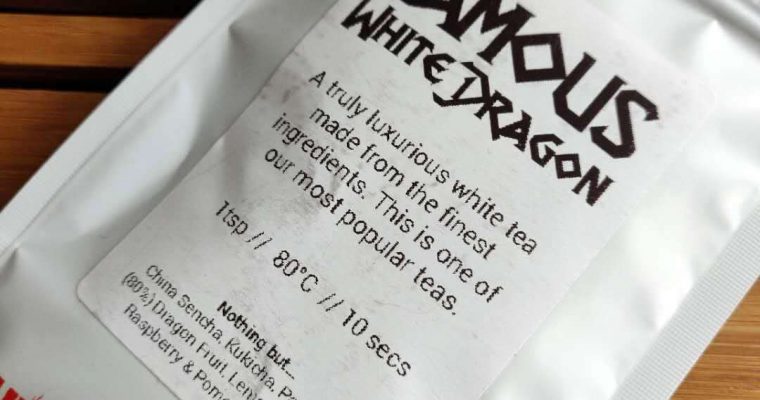 FAMOUS
WHITE DRAGON
A truly luxurious white tea
made from the finest
ingredients. This is one of
our most popular teas.
1tsp // 80°C // 10 secs
Nothing but...
China Sencha, Kukicha,
(80%) Dragon Fruit,
Raspberry &